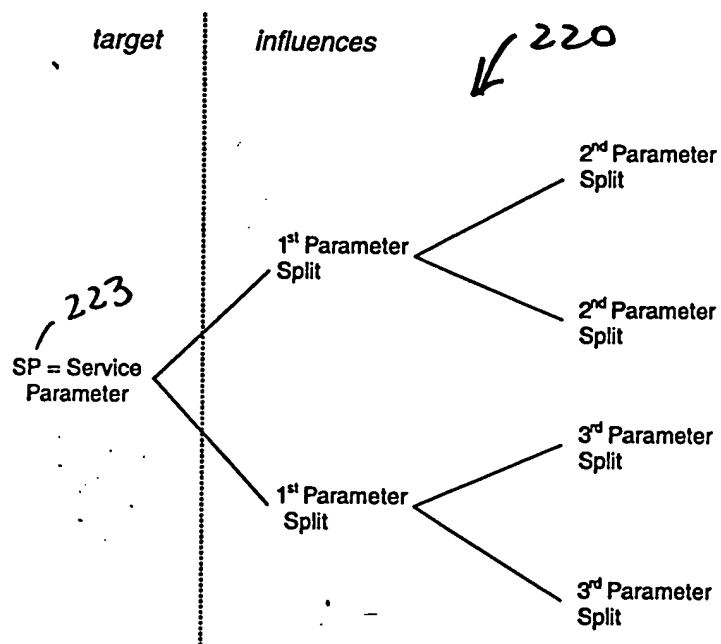 target
influences
220
2nd Parameter
Split
1st Parameter
Split
2nd Parameter
Split
223
SP = Service
Parameter
3rd Parameter
Split
1st Parameter
Split
3rd Parameter
Split